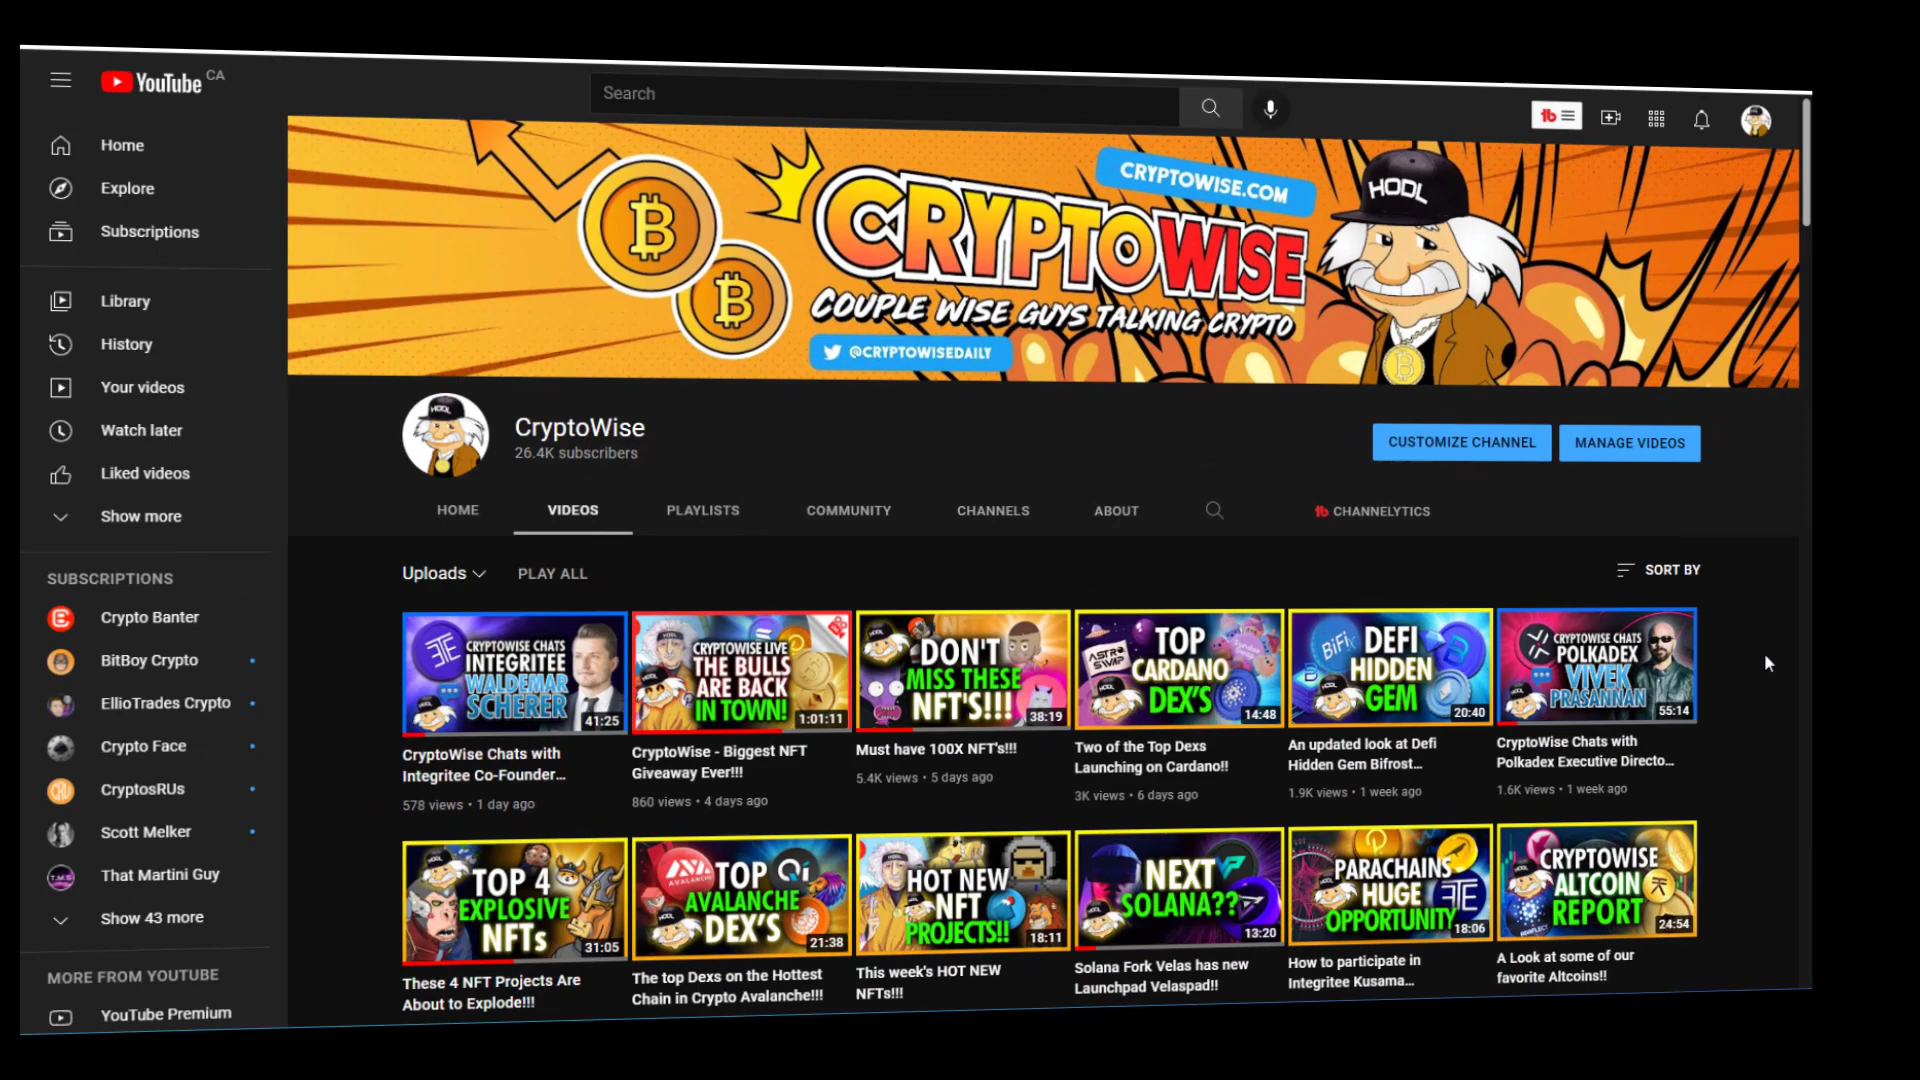 YouTube CA
Search
Home
Explore
Subscriptions
Library
History
Your videos
Watch later
Liked videos
Show more
SUBSCRIPTIONS
Crypto Banter
BitBoy Crypto
EllioTrades Crypto
Crypto Face
CryptosRUs
Scott Melker
That Martini Guy
Show 43 more
MORE FROM YOUTUBE
YouTube Premium
CRYPTOWISE.COM
HODL
CRYPTOWISE
COUPLE WISE GUYS TALKING CRYPTO
@CRYPTOWISEDAILY
CryptoWise
26.4K subscribers
CUSTOMIZE CHANNEL
MANAGE VIDEOS
HOME
VIDEOS
PLAYLISTS
COMMUNITY
CHANNELS
ABOUT
CHANNELYTICS
Uploads
PLAY ALL
SORT BY
CRYPTOWISE CHATS
INTEGRITEE
WALDEMAR
SCHERER
41:25
CryptoWise Chats with
Integritee Co-Founder...
578 views • 1 day ago
CRYPTOWISE LIVE
THE BULLS
ARE BACK
IN TOWN!
1:01:11
CryptoWise - Biggest NFT
Giveaway Ever!!!
860 views • 4 days ago
DON'T
MISS THESE
NFT'S!!!
38:19
Must have 100X NFT's!!!
5.4K views • 5 days ago
ASTRO
SWAP
TOP
CARDANO
DEX'S
14:48
Two of the Top Dexs
Launching on Cardano!!
3K views • 6 days ago
BiFi
DEFI
HIDDEN
GEM
20:40
An updated look at Defi
Hidden Gem Bifrost...
1.9K views • 1 week ago
CRYPTOWISE CHATS
POLKADEX
VIVEK
PRASANNAN
55:14
CryptoWise Chats with
Polkadex Executive Directo...
1.6K views • 1 week ago
TOP 4
EXPLOSIVE
NFTs
31:05
These 4 NFT Projects Are
About to Explode!!!
AVALANCHE
TOP Qi
AVALANCHE
DEX'S
21:38
The top Dexs on the Hottest
Chain in Crypto Avalanche!!!
HOT NEW
NFT
PROJECTS!!
18:11
This week's HOT NEW
NFTs!!!
NEXT
SOLANA??
13:20
Solana Fork Velas has new
Launchpad Velaspad!!
PARACHAINS
HUGE
OPPORTUNITY
18:06
How to participate in
Integritee Kusama...
CRYPTOWISE
ALTCOIN
REPORT
24:54
A Look at some of our
favorite Altcoins!!